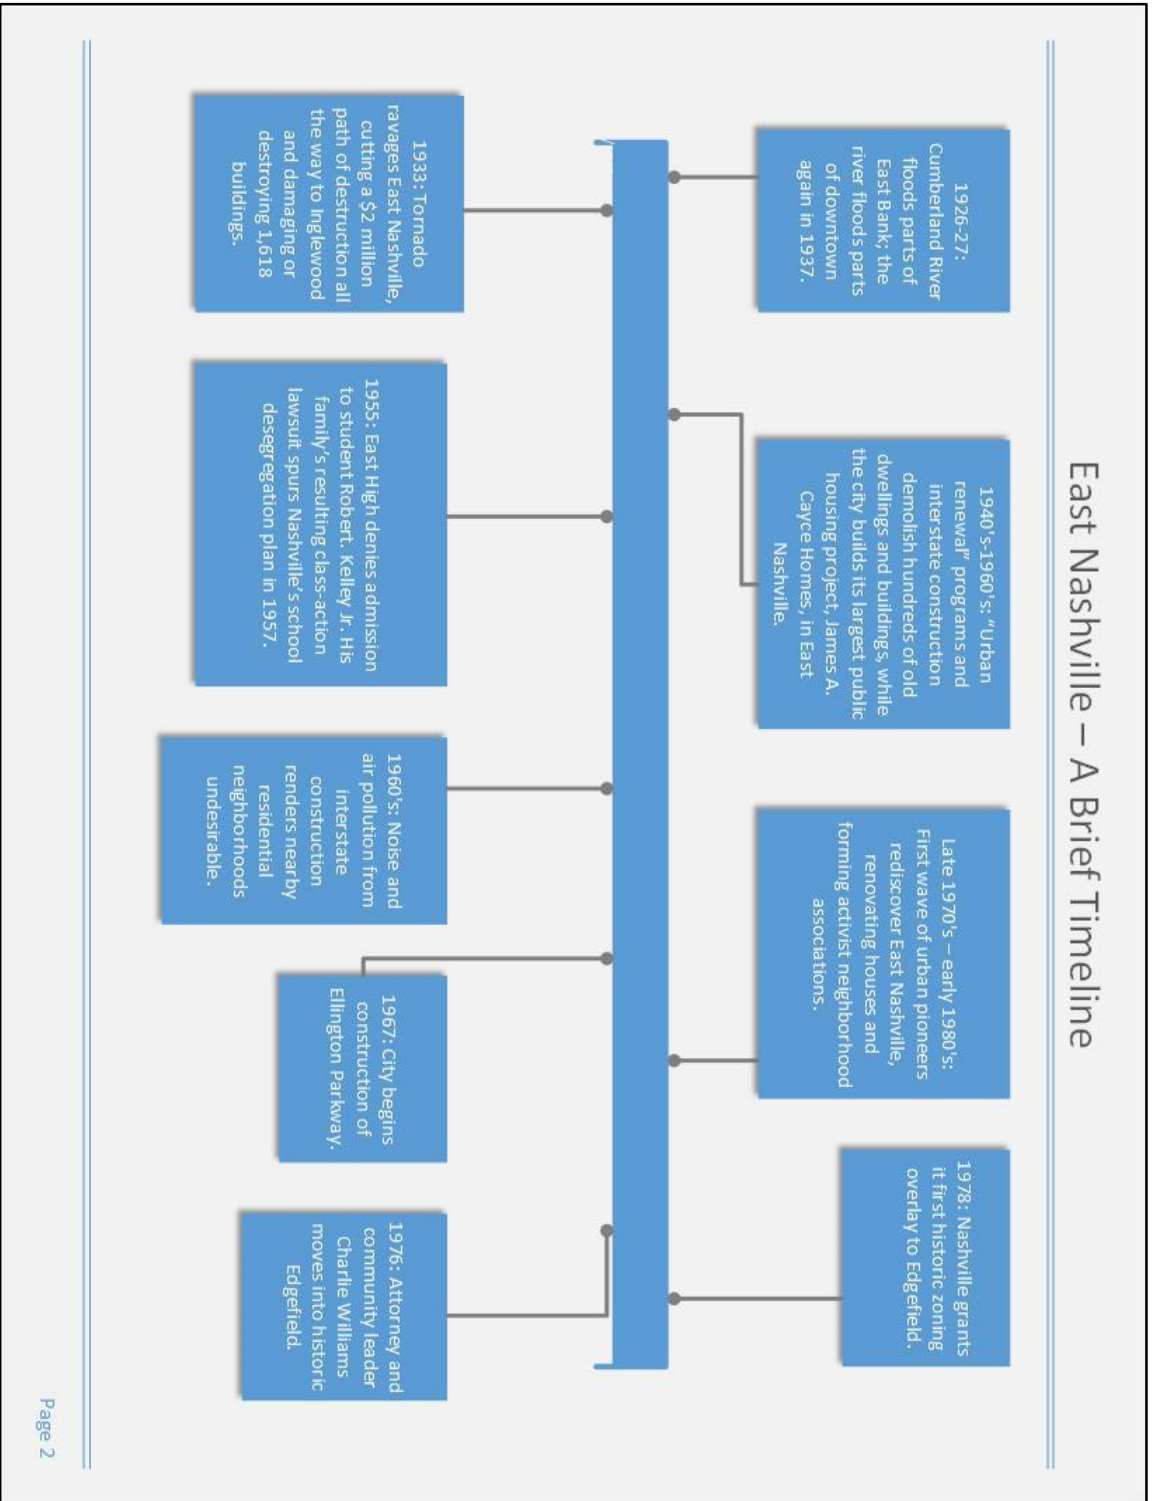 East Nashville – A Brief Timeline
1926-27:
Cumberland River
floods parts of
East Bank; the
river floods parts
of downtown
again in 1937.
1940's-1960's: “Urban
renewal” programs and
interstate construction
demolish hundreds of old
dwellings and buildings, while
the city builds its largest public
housing project, James A.
Cayce Homes, in East
Nashville.
Late 1970's – early 1980's:
First wave of urban pioneers
rediscover East Nashville,
renovating houses and
forming activist neighborhood
associations.
1978: Nashville grants
it first historic zoning
overlay to Edgefield.
1933: Tornado
ravages East Nashville,
cutting a $2 million
path of destruction all
the way to Inglewood
and damaging or
destroying 1,618
buildings.
1955: East High denies admission
to student Robert. Kelley Jr. His
family’s resulting class-action
lawsuit spurs Nashville’s school
desegregation plan in 1957.
1960's: Noise and
air pollution from
interstate
construction
renders nearby
residential
neighborhoods
undesirable.
1967: City begins
construction of
Ellington Parkway.
1976: Attorney and
community leader
Charlie Williams
moves into historic
Edgefield.
Page 2